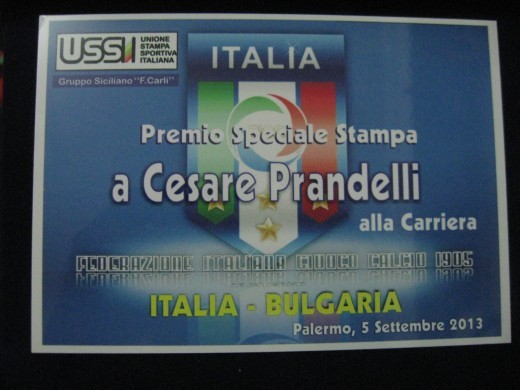 USSI UNIONE
STAMPA
SPORTIVA
ITALIANA
Gruppo Siciliano "F.Carli"
ITALIA
Premio Speciale Stampa
a Cesare Prandelli
alla Carriera
FEDERAZIONE ITALIANA GIUOCO CALCIO 1905
ITALIA - BULGARIA
Palermo, 5 Settembre 2013